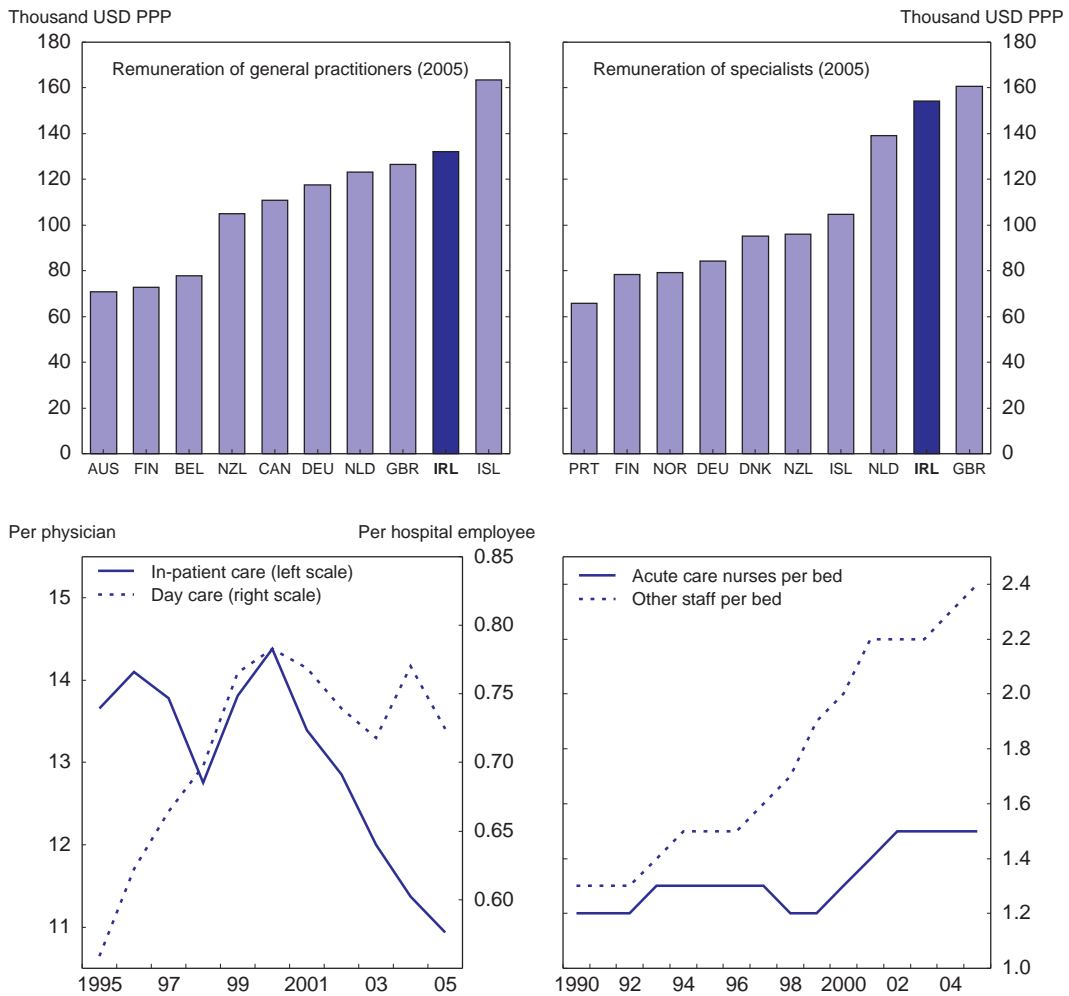 Thousand USD PPP
180
160
140
120
100
80
60
40
20
0
Remuneration of general practitioners (2005)
AUS FIN BEL NZL CAN DEU NLD GBR IRL ISL
Thousand USD PPP
180
160
140
120
100
80
60
40
20
0
Remuneration of specialists (2005)
PRT FIN NOR DEU DNK NZL ISL NLD IRL GBR
Per physician
Per hospital employee
15
14
13
12
11
0.85
0.80
0.75
0.70
0.65
0.60
In-patient care (left scale)
Day care (right scale)
1995 97 99 2001 03 05
Acute care nurses per bed
Other staff per bed
2.4
2.2
2.0
1.8
1.6
1.4
1.2
1.0
1990 92 94 96 98 2000 02 04